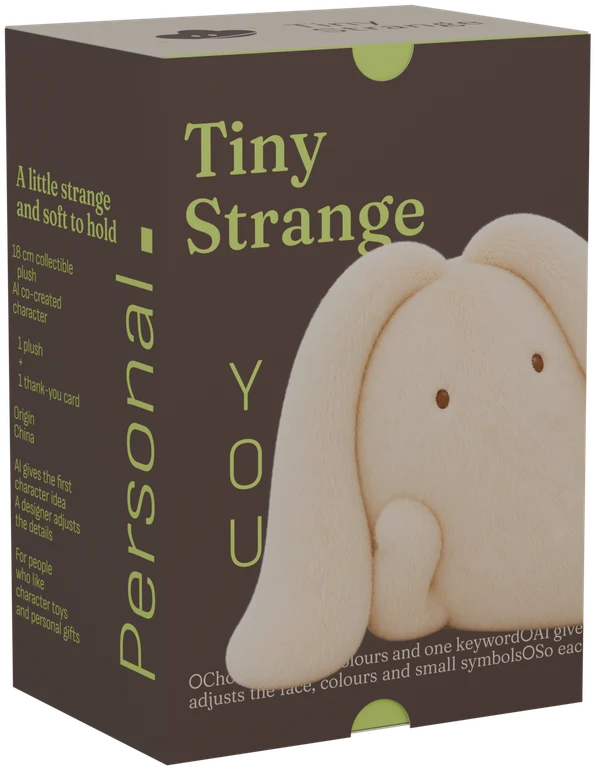 Tiny
Strange
Tiny
Strange
YOU
A little strange
and soft to hold
18 cm collectible
plush
AI co-created
character
1 plush
+
1 thank-you card
Origin
China
AI gives the first
character idea
A designer adjusts
the details
For people
who like
character toys
and personal gifts
Personal.
olours and one keywordOAI give
adjusts the face, colours and small symbolsOSo eac